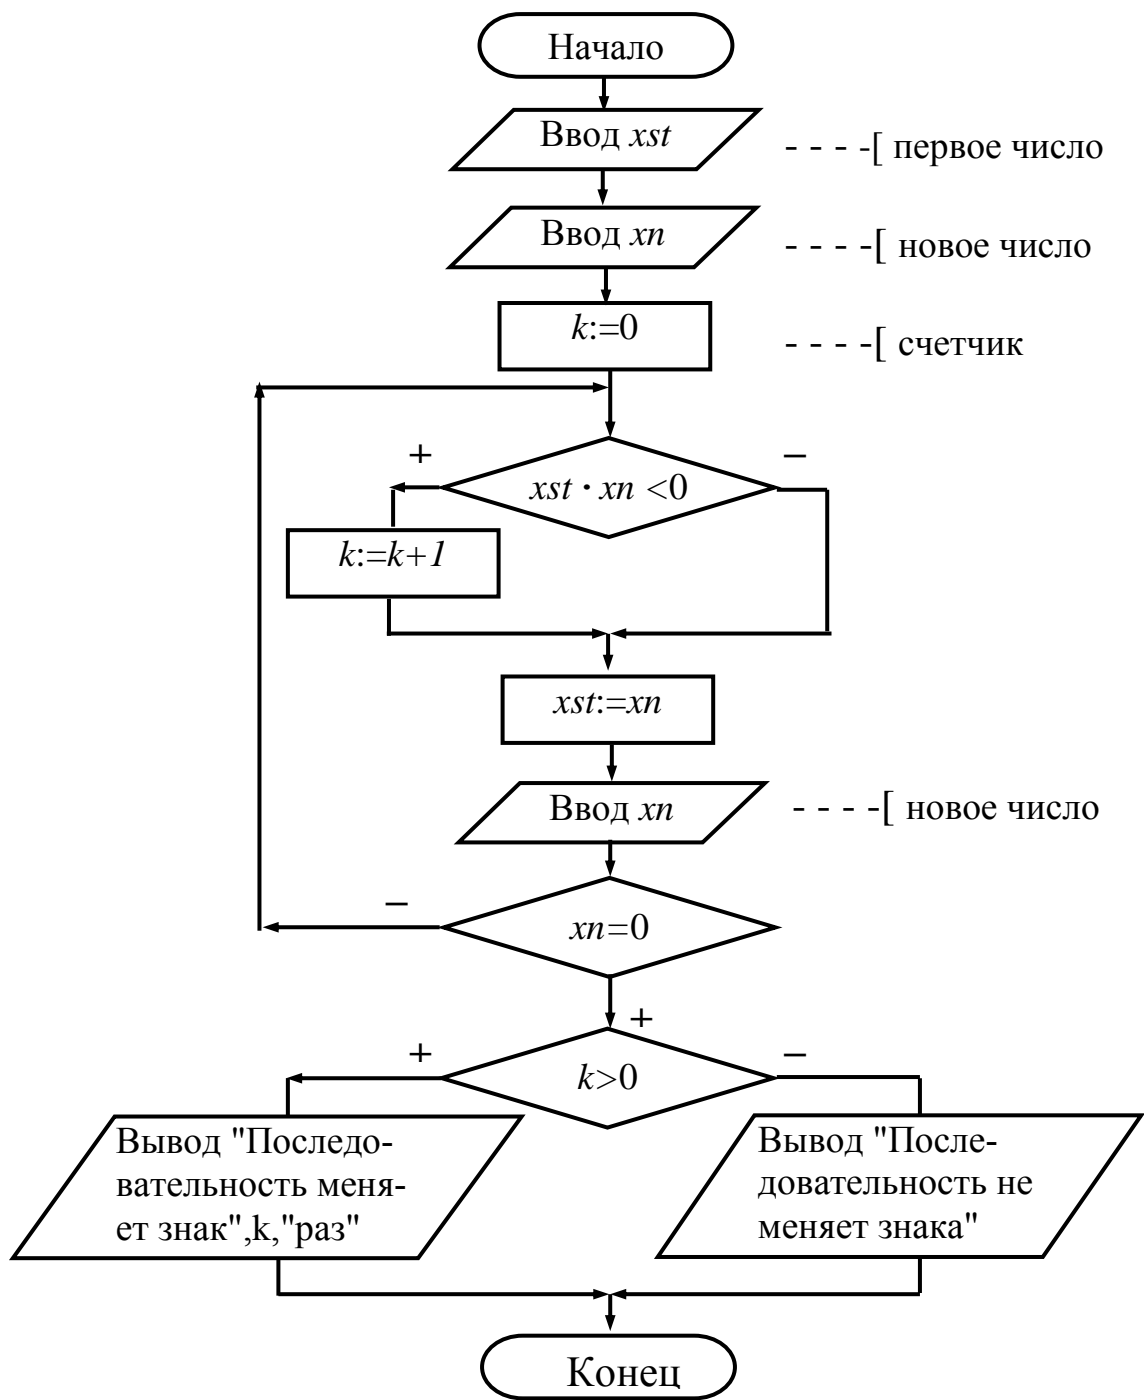 Начало
Ввод xst
- - - -[ первое число
Ввод xn
- - - -[ новое число
k:=0
- - - -[ счетчик
+
–
xst · xn <0
k:=k+1
xst:=xn
Ввод xn
- - - -[ новое число
–
xn=0
+
+
–
k>0
Вывод "Последо-
вательность меня-
ет знак",k,"раз"
Вывод "После-
довательность не
меняет знака"
Конец